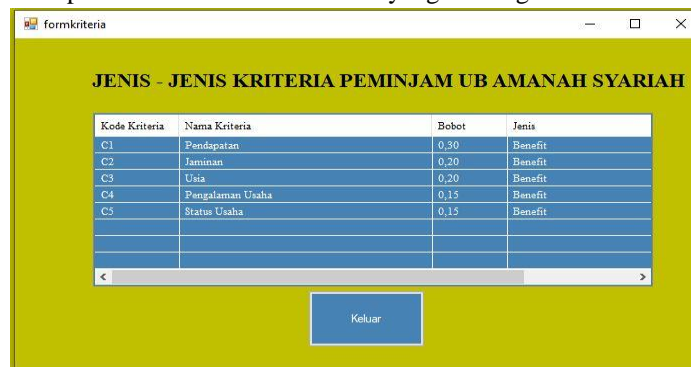 formkriteria
JENIS - JENIS KRITERIA PEMINJAM UB AMANAH SYARIAH
Kode Kriteria Nama Kriteria Bobot Jenis
C1 Pendapatan 0,30 Benefit
C2 Jaminan 0,20 Benefit
C3 Usia 0,20 Benefit
C4 Pengalaman Usaha 0,15 Benefit
C5 Status Usaha 0,15 Benefit
Keluar